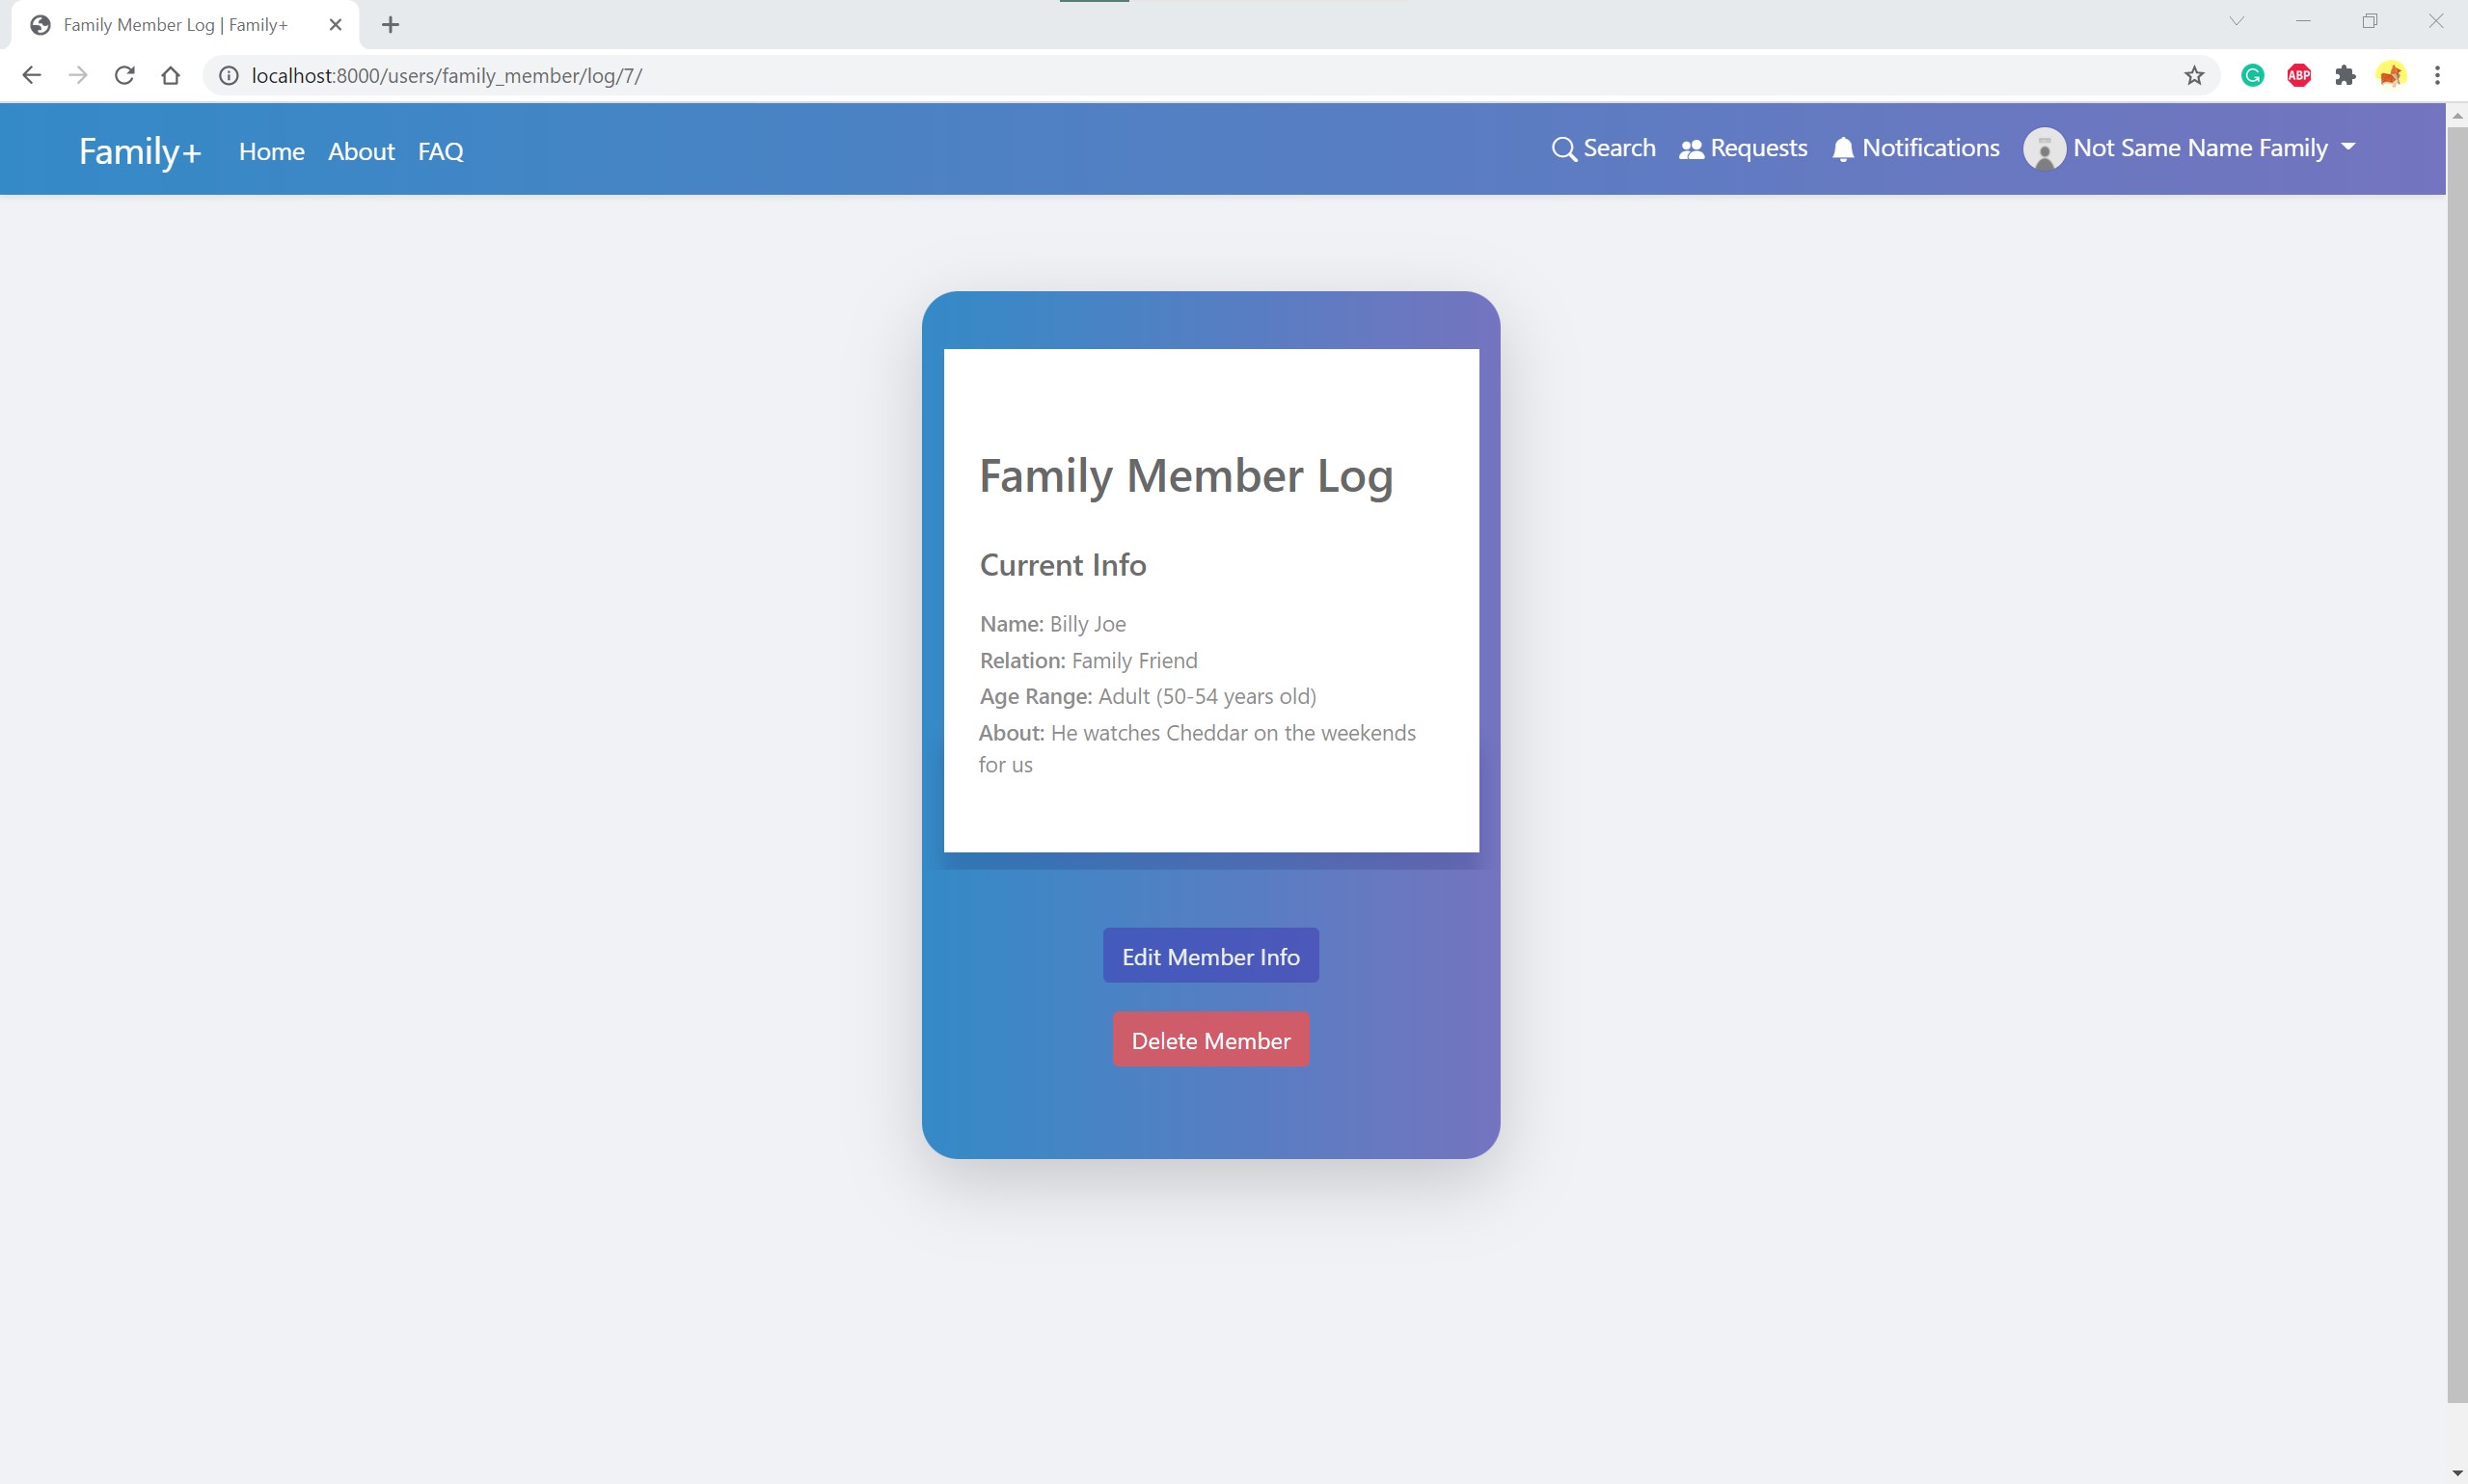 Family Member Log | Family+
localhost:8000/users/family_member/log/7/
ABP
Family+ Home About FAQ Search Requests Notifications Not Same Name Family
Family Member Log
Current Info
Name: Billy Joe
Relation: Family Friend
Age Range: Adult (50-54 years old)
About: He watches Cheddar on the weekends
for us
Edit Member Info
Delete Member